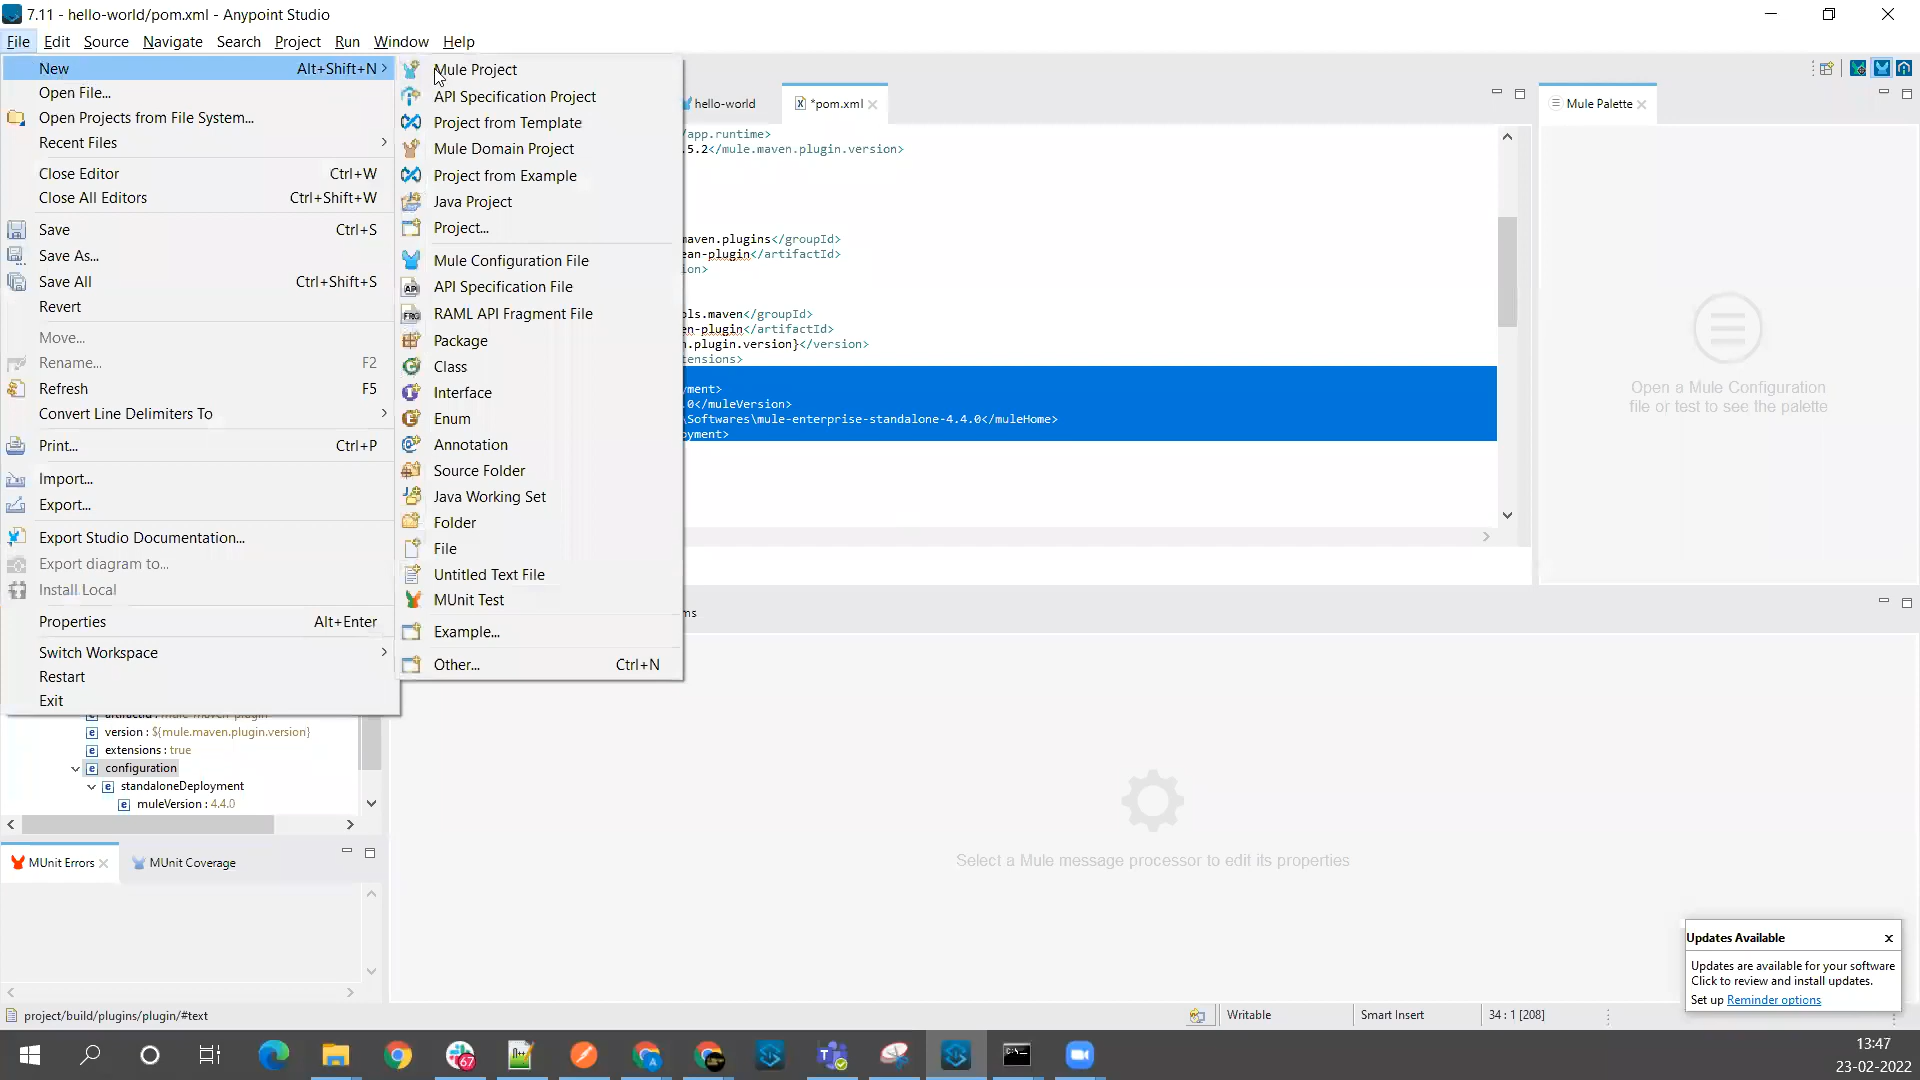 7.11 - hello-world/pom.xml - Anypoint Studio
File Edit Source Navigate Search Project Run Window Help
New Alt+Shift+N
Open File...
Open Projects from File System...
Recent Files
Close Editor Ctrl+W
Close All Editors Ctrl+Shift+W
Save Ctrl+S
Save As...
Save All Ctrl+Shift+S
Revert
Move...
Rename... F2
Refresh F5
Convert Line Delimiters To
Print... Ctrl+P
Import...
Export...
Export Studio Documentation...
Export diagram to...
Install Local
Properties Alt+Enter
Switch Workspace
Restart
Exit
Mule Project
API Specification Project
Project from Template
Mule Domain Project
Project from Example
Java Project
Project...
Mule Configuration File
API Specification File
RAML API Fragment File
Package
Class
Interface
Enum
Annotation
Source Folder
Java Working Set
Folder
File
Untitled Text File
MUnit Test
Example...
Other... Ctrl+N
hello-world
*pom.xml
/app.runtime>
.5.2</mule.maven.plugin.version>
maven.plugins</groupId>
ean-plugin</artifactId>
ion>
ols.maven</groupId>
en-plugin</artifactId>
n.plugin.version}</version>
tensions>
yment>
.0</muleVersion>
\Softwares\mule-enterprise-standalone-4.4.0</muleHome>
oyment>
Mule Palette
Open a Mule Configuration
file or test to see the palette
ms
artifactId : mule-maven-plugin
version : ${mule.maven.plugin.version}
extensions : true
configuration
standaloneDeployment
muleVersion : 4.4.0
MUnit Errors
MUnit Coverage
Select a Mule message processor to edit its properties
Updates Available
Updates are available for your software
Click to review and install updates.
Set up Reminder options
project/build/plugins/plugin/#text
Writable
Smart Insert
34 : 1 [208]
67
13:47
23-02-2022